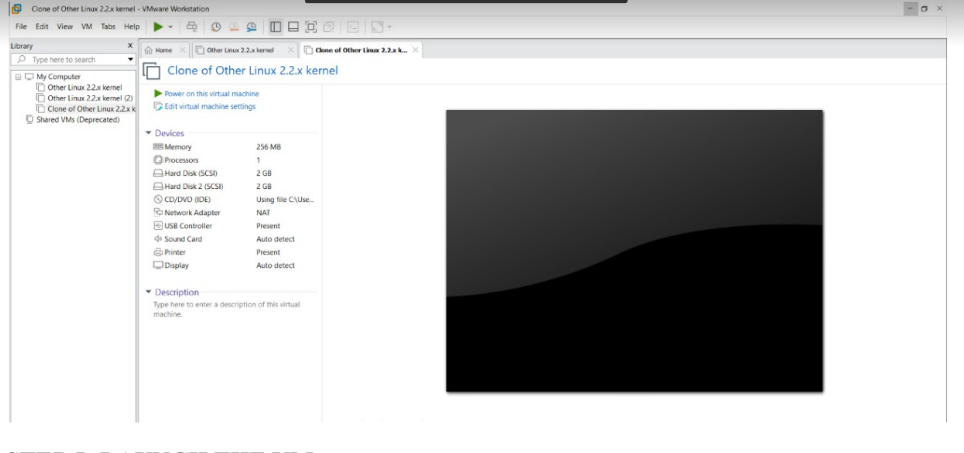 Clone of Other Linux 2.2.x kernel - VMware Workstation
File Edit View VM Tabs Help
Library
Type here to search
My Computer
Other Linux 2.2.x kernel
Other Linux 2.2.x kernel (2)
Clone of Other Linux 2.2.x k
Shared VMs (Deprecated)
Home
Other Linux 2.2.x kernel
Clone of Other Linux 2.2.x k...
Clone of Other Linux 2.2.x kernel
Power on this virtual machine
Edit virtual machine settings
Devices
Memory 256 MB
Processors 1
Hard Disk (SCSI) 2 GB
Hard Disk 2 (SCSI) 2 GB
CD/DVD (IDE) Using file C:\Use...
Network Adapter NAT
USB Controller Present
Sound Card Auto detect
Printer Present
Display Auto detect
Description
Type here to enter a description of this virtual
machine.